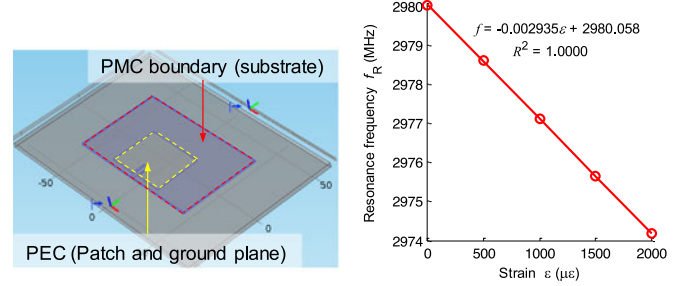 PMC boundary (substrate)
-50
0
0
50
PEC (Patch and ground plane)
2980
2979
2978
2977
2976
2975
2974
Resonance frequency f_R (MHz)
f = -0.002935ε + 2980.058
R² = 1.0000
0
500
1000
1500
2000
Strain ε (με)